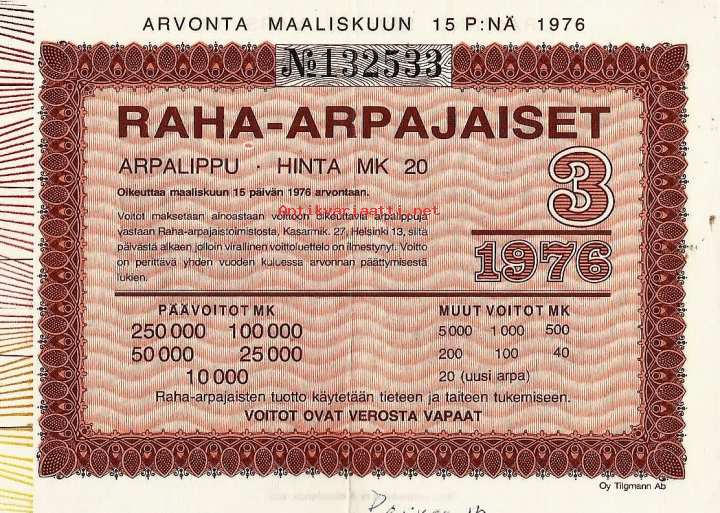 ARVONTA MAALISKUUN 15 P:NÄ 1976
№132533
RAHA-ARPAJAISET
ARPALIPPU · HINTA MK 20
Oikeuttaa maaliskuun 15 päivän 1976 arvontaan.
3
1976
Antikvariaatti.net
Voitot maksetaan ainoastaan voittoon oikeuttavia arpalippuja
vastaan Raha-arpajaistoimistosta, Kasarmik. 27, Helsinki 13, siitä
päivästä alkaen jolloin virallinen voittoluettelo on ilmestynyt. Voitto
on perittävä yhden vuoden kuluessa arvonnan päättymisestä
lukien.
PÄÄVOITOT MK
250 000 100 000
50 000 25 000
10 000
MUUT VOITOT MK
5 000 1 000 500
200 100 40
20 (uusi arpa)
Raha-arpajaisten tuotto käytetään tieteen ja taiteen tukemiseen.
VOITOT OVAT VEROSTA VAPAAT
Oy Tilgmann Ab